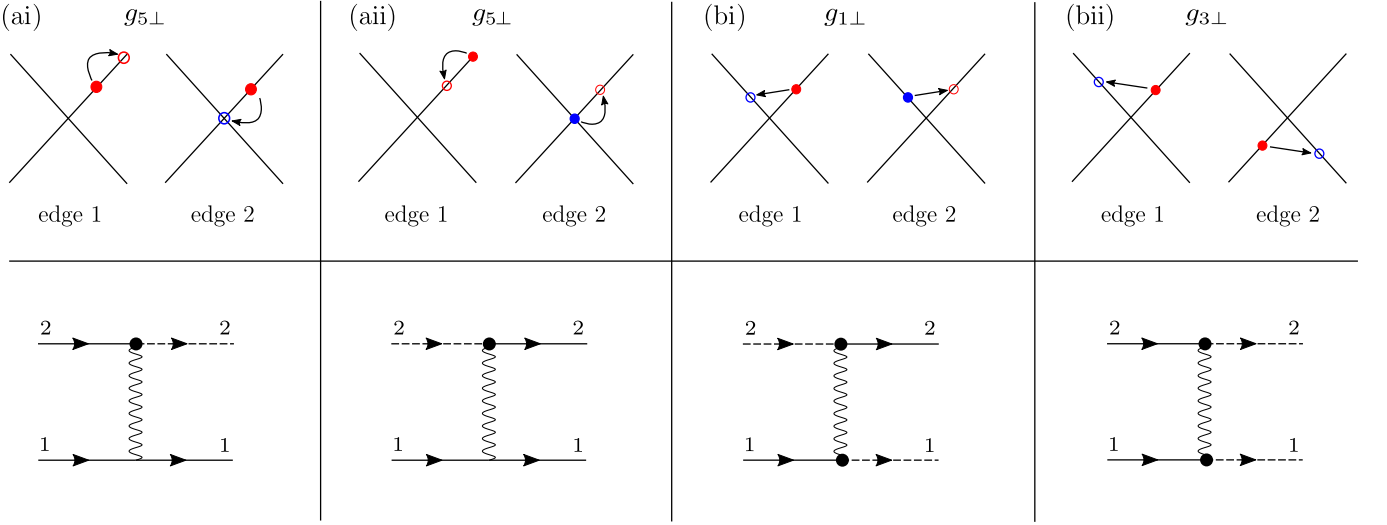 (ai) g5⊥ (aii) g5⊥ (bi) g1⊥ (bii) g3⊥
edge 1 edge 2 edge 1 edge 2 edge 1 edge 2 edge 1 edge 2
2 2 2 2 2 2 2 2
1 1 1 1 1 1 1 1